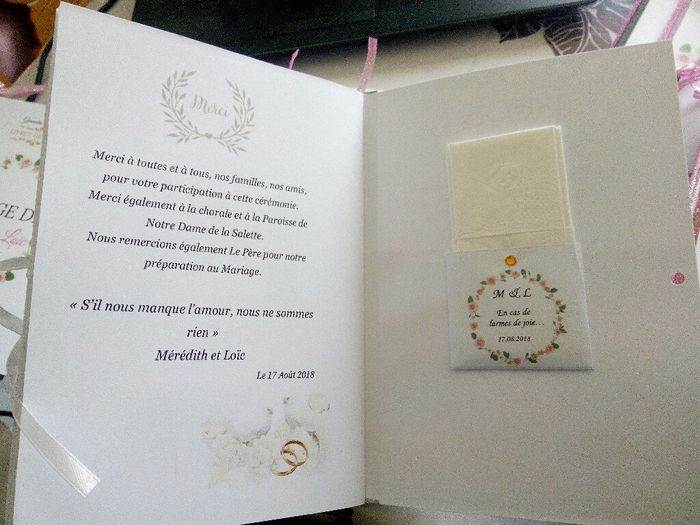 Merci
Merci à toutes et à tous, nos familles, nos amis,
pour votre participation à cette cérémonie.
Merci également à la chorale et à la Paroisse de
Notre Dame de la Salette.
Nous remercions également Le Père pour notre
préparation au Mariage.
« S'il nous manque l'amour, nous ne sommes
rien »
Mérédith et Loïc
Le 17 Août 2018
M & L
En cas de
larmes de joie...
17.08.2018
GE D
Loïc